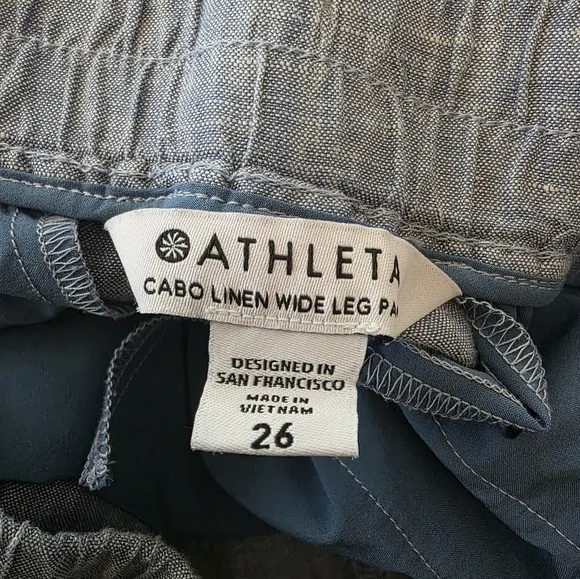 ATHLETA
CABO LINEN WIDE LEG PA
DESIGNED IN
SAN FRANCISCO
MADE IN
VIETNAM
26